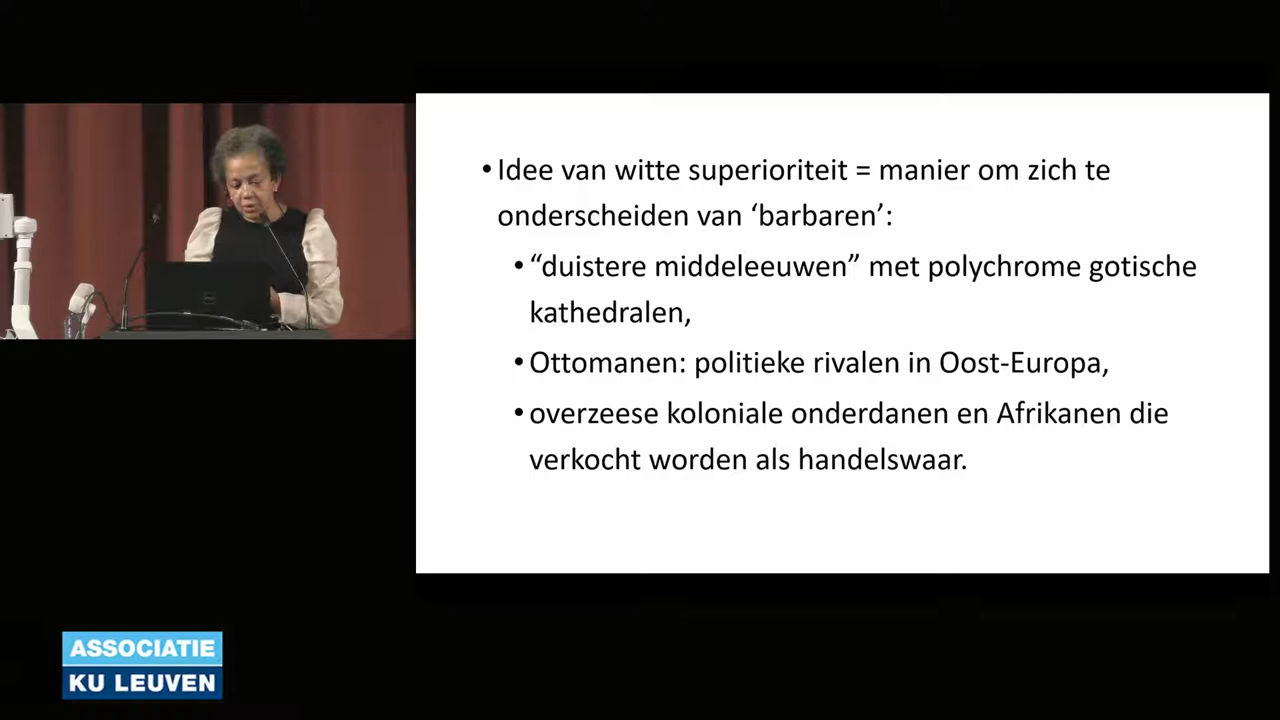 • Idee van witte superioriteit = manier om zich te
onderscheiden van ‘barbaren’:
• “duistere middeleeuwen” met polychrome gotische
kathedralen,
• Ottomanen: politieke rivalen in Oost-Europa,
• overzeese koloniale onderdanen en Afrikanen die
verkocht worden als handelswaar.
ASSOCIATIE
KU LEUVEN